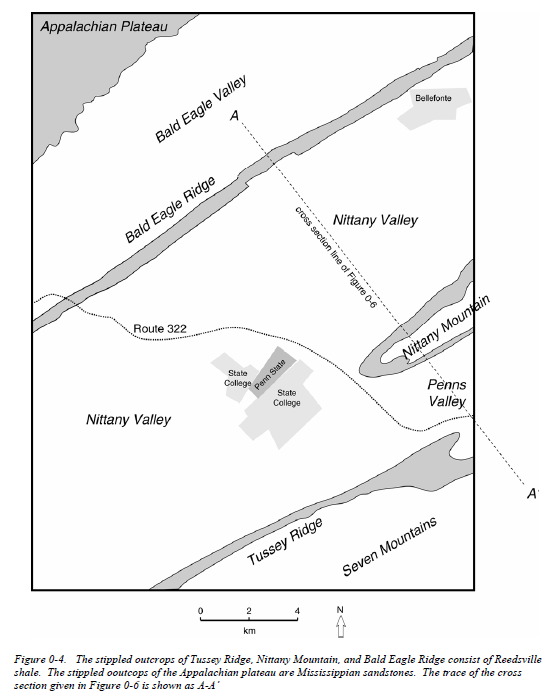 Appalachian Plateau
Bald Eagle Valley
Bellefonte
A
Bald Eagle Ridge
Nittany Valley
cross section line of Figure 0-6
Nittany Mountain
Route 322
State
College
Penn State
State
College
Penns
Valley
Nittany Valley
A'
Tussey Ridge
Seven Mountains
0 2 4
km
N
Figure 0-4. The stippled outcrops of Tussey Ridge, Nittany Mountain, and Bald Eagle Ridge consist of Reedsville
shale. The stippled ooutcops of the Appalachian plateau are Mississippian sandstones. The trace of the cross
section given in Figure 0-6 is shown as A-A'